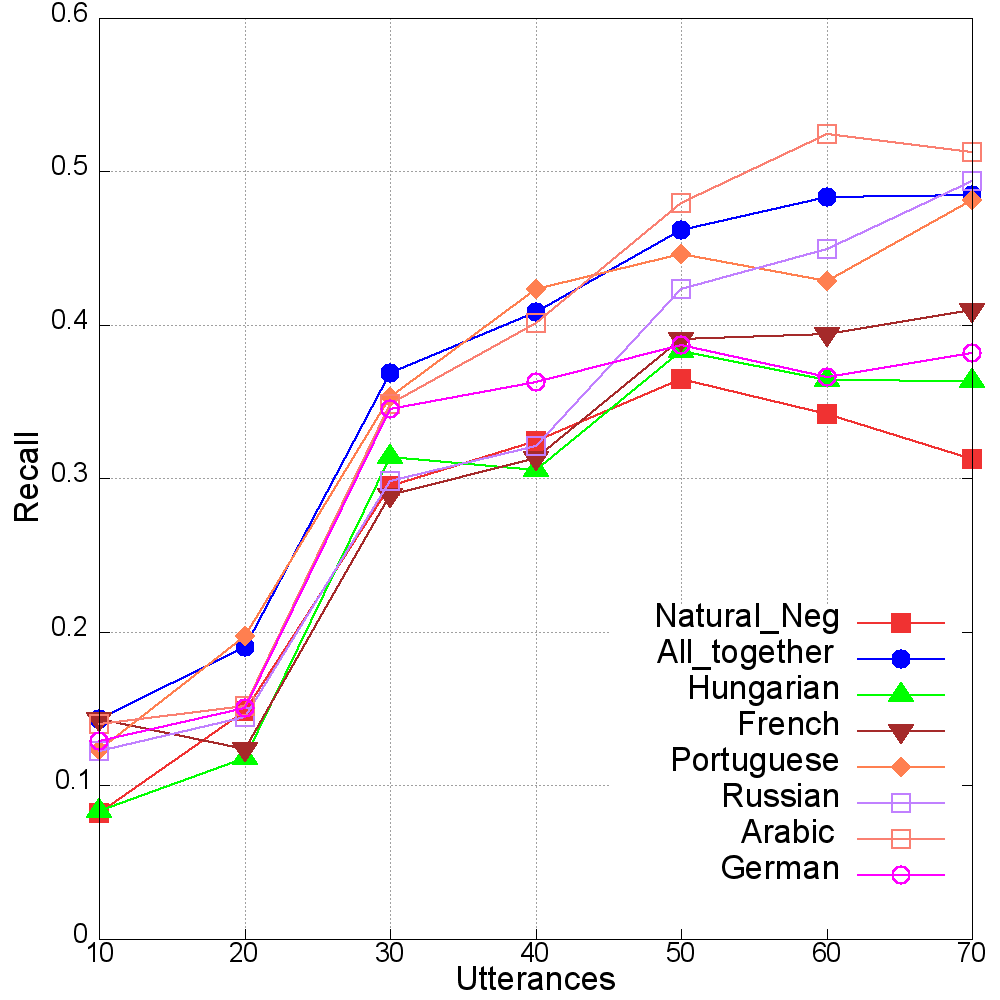 0.6
0.5
0.4
0.3
0.2
0.1
0
Recall
Natural_Neg
All_together
Hungarian
French
Portuguese
Russian
Arabic
German
10 20 30 40 50 60 70
Utterances